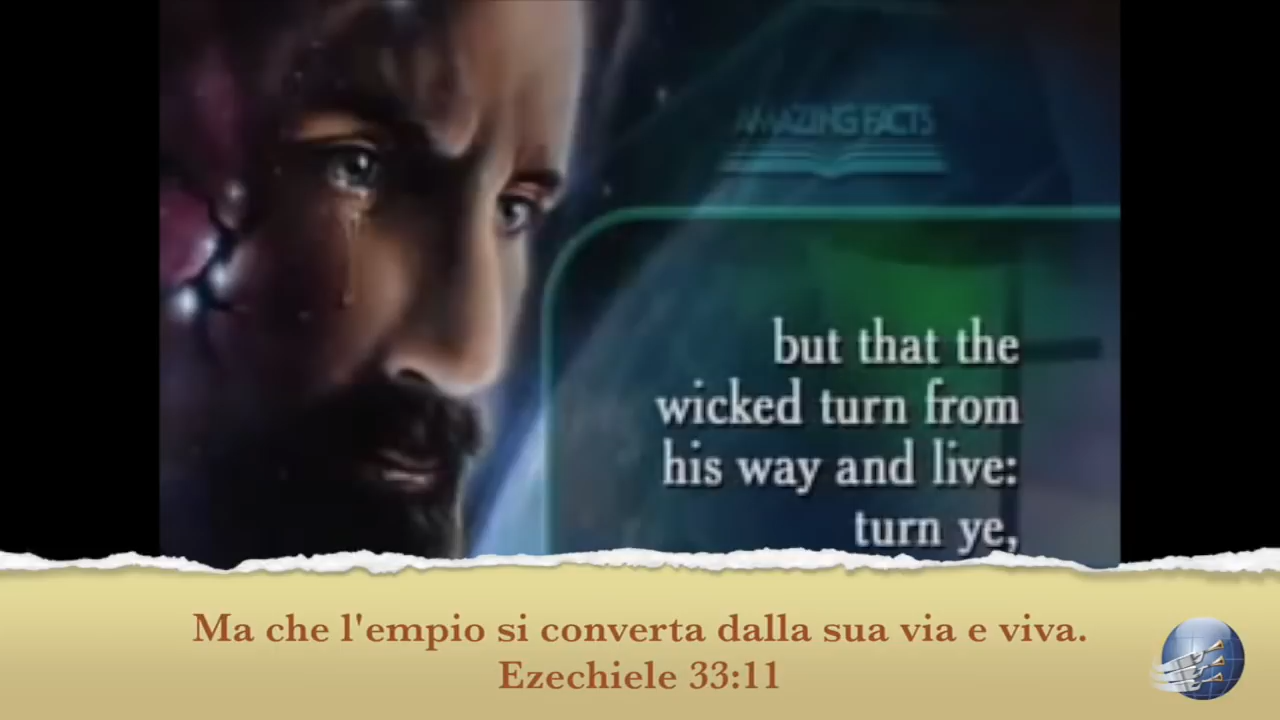 AMAZING FACTS
but that the
wicked turn from
his way and live:
turn ye,
Ma che l'empio si converta dalla sua via e viva.
Ezechiele 33:11